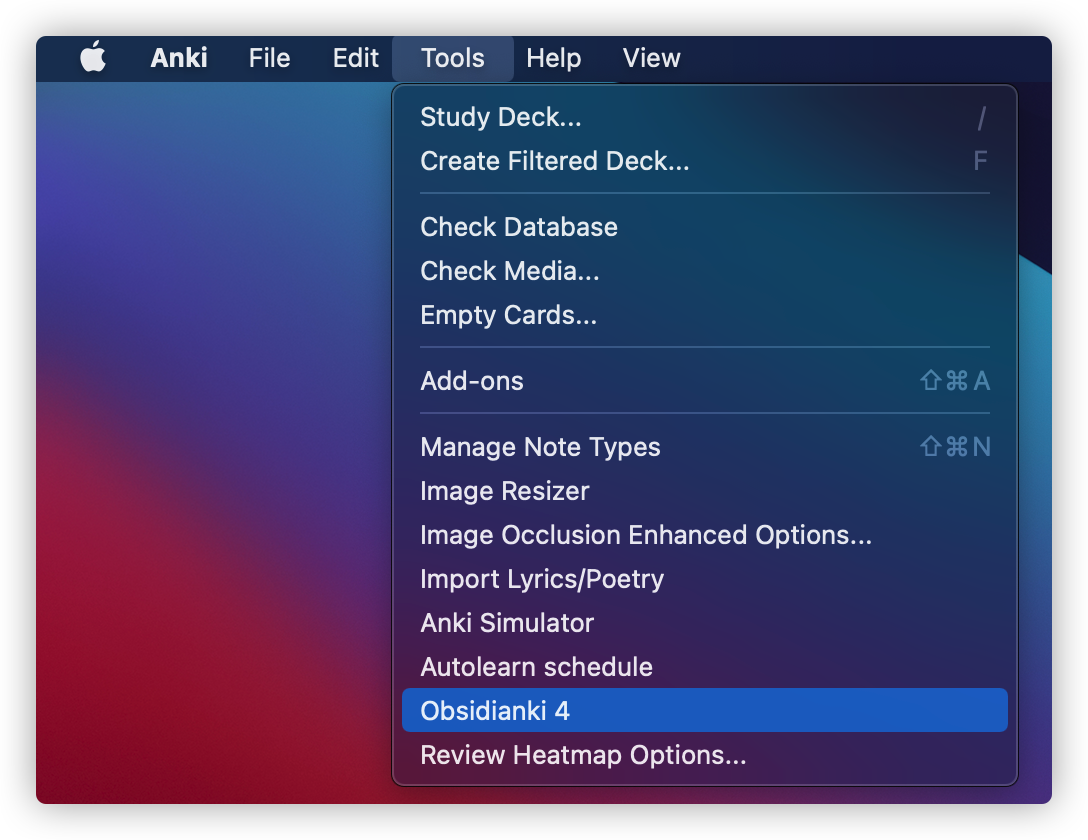 Anki File Edit Tools Help View
Study Deck... /
Create Filtered Deck... F
Check Database
Check Media...
Empty Cards...
Add-ons ⇧⌘A
Manage Note Types ⇧⌘N
Image Resizer
Image Occlusion Enhanced Options...
Import Lyrics/Poetry
Anki Simulator
Autolearn schedule
Obsidianki 4
Review Heatmap Options...